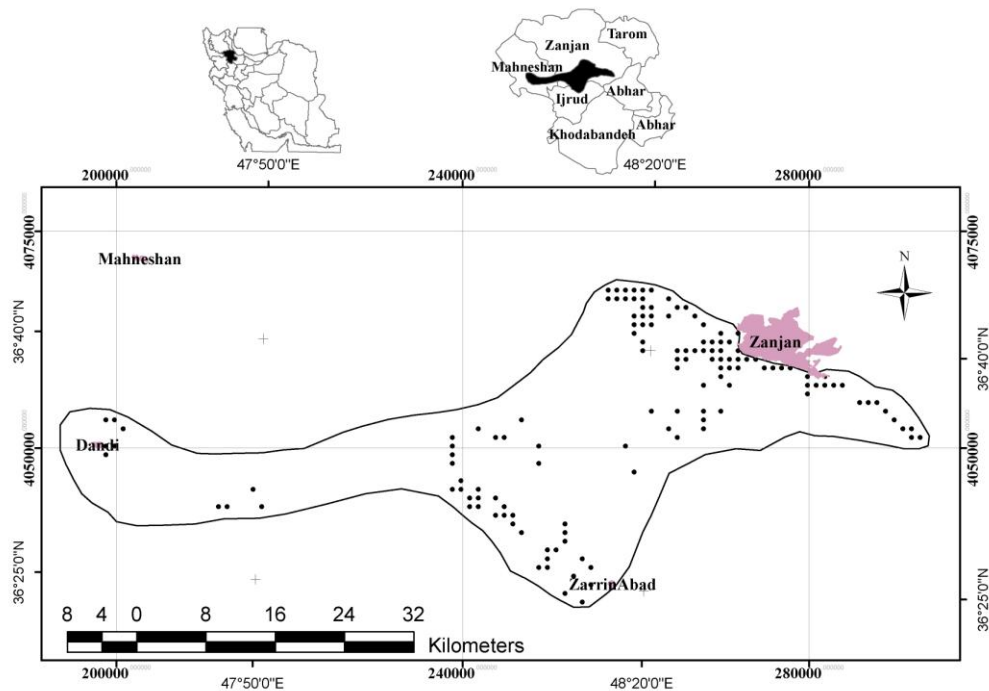 Tarom
Zanjan
Mahneshan
Abhar
Ijrud
Abhar
Khodabandeh
47°50'0"E
48°20'0"E
200000
240000
280000
4075000
4075000
Mahneshan
N
36°40'0"N
36°40'0"N
Zanjan
Dandi
4050000
4050000
36°25'0"N
36°25'0"N
ZarrinAbad
8 4 0 8 16 24 32
Kilometers
200000
240000
280000
47°50'0"E
48°20'0"E